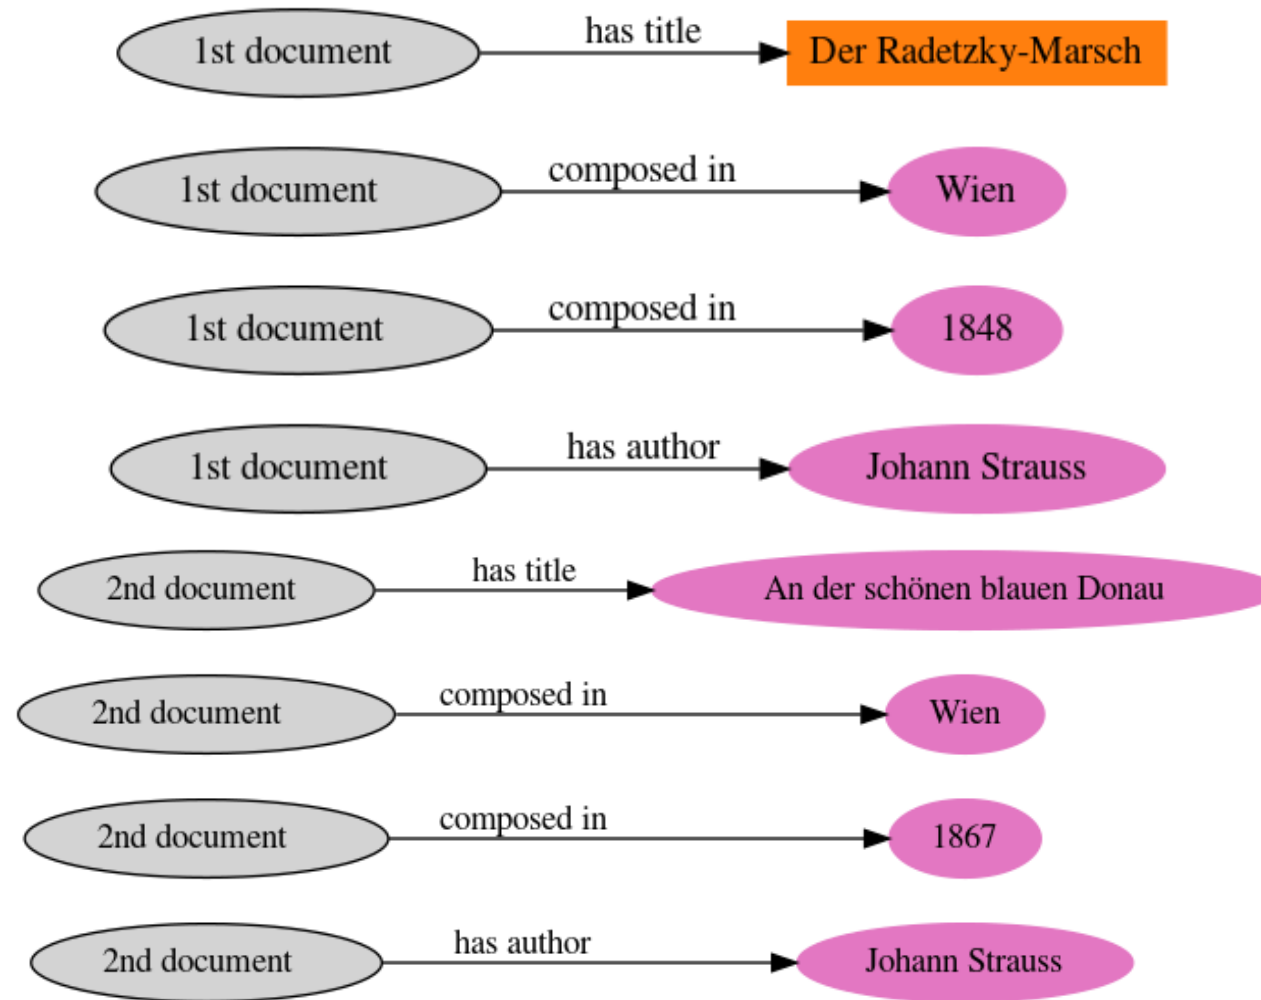 1st document has title Der Radetzky-Marsch
1st document composed in Wien
1st document composed in 1848
1st document has author Johann Strauss
2nd document has title An der schönen blauen Donau
2nd document composed in Wien
2nd document composed in 1867
2nd document has author Johann Strauss